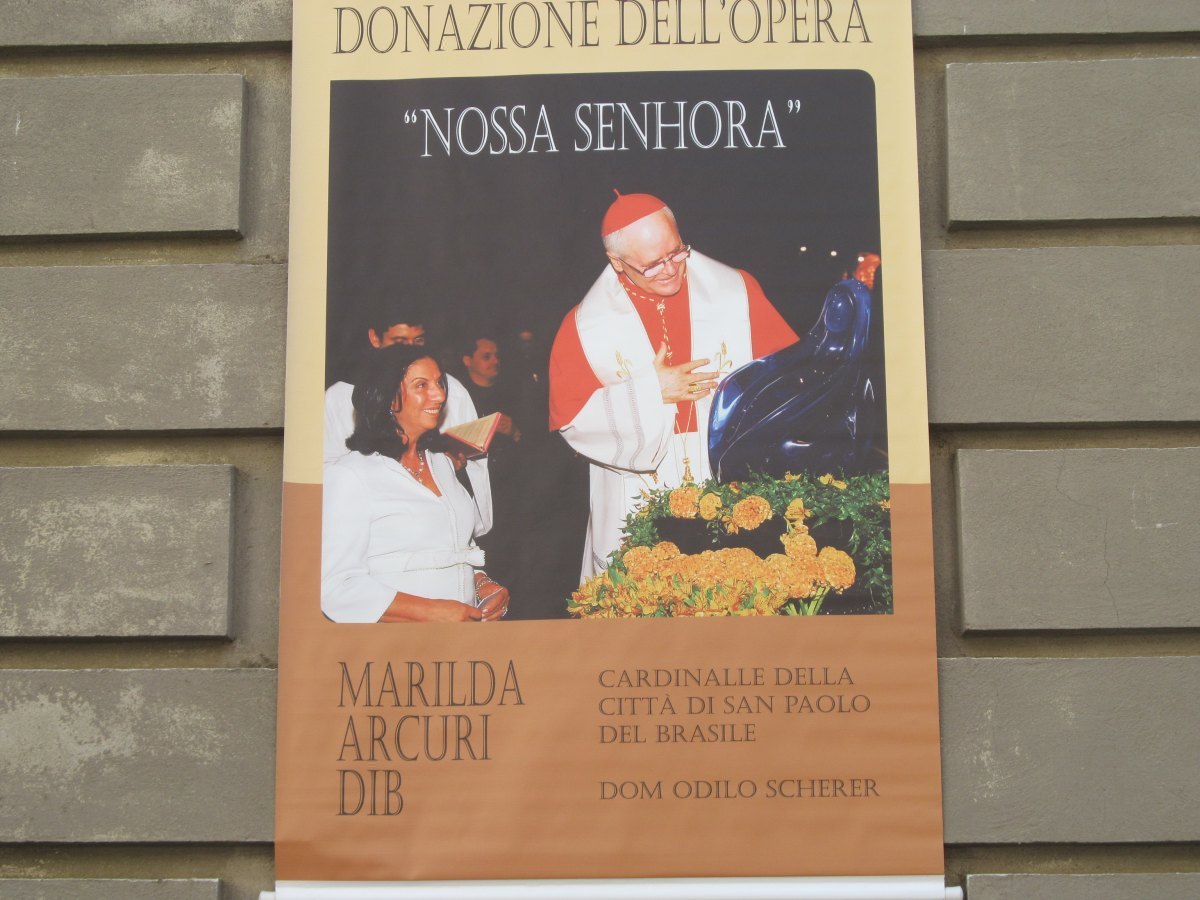 DONAZIONE DELL'OPERA
“NOSSA SENHORA”
MARILDA
ARCURI
DIB
CARDINALLE DELLA
CITTÀ DI SAN PAOLO
DEL BRASILE
DOM ODILO SCHERER